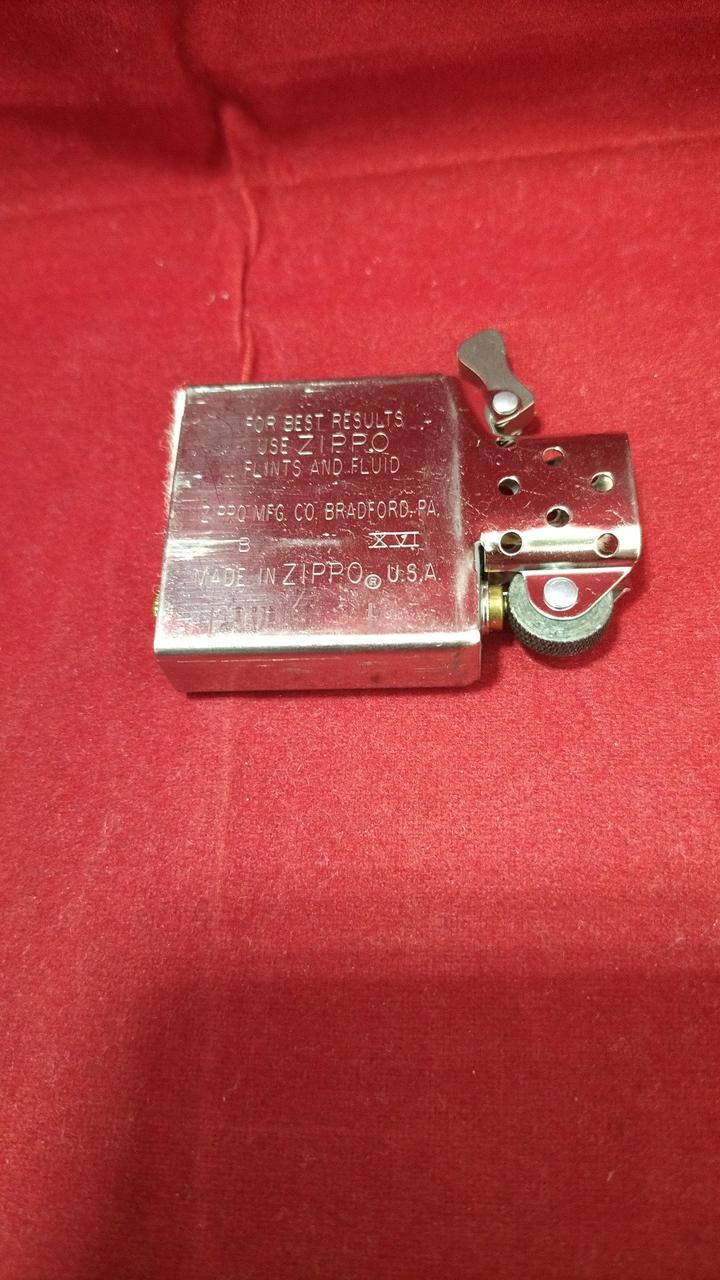 FOR BEST RESULTS
USE ZIPPO
FLINTS AND FLUID
ZIPPO MFG. CO. BRADFORD, PA.
B XVI
MADE IN ZIPPO® U.S.A.